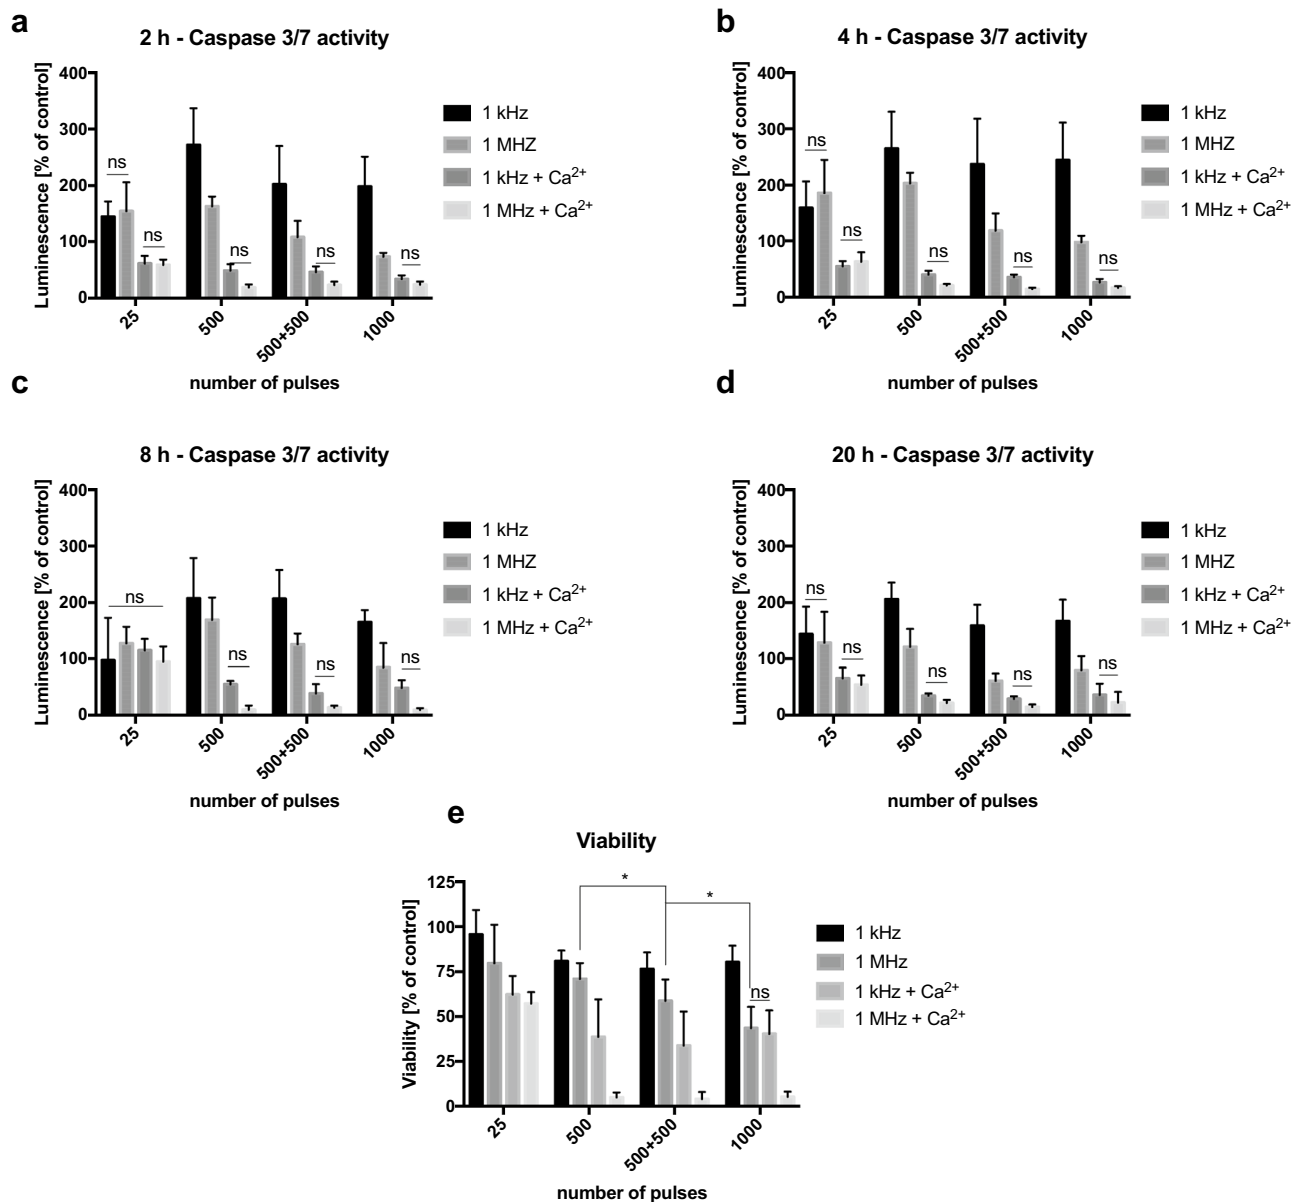 a
2 h - Caspase 3/7 activity
Luminescence [% of control]
400
300
200
100
0
ns
ns
ns
ns
ns
25
500
500+500
1000
number of pulses
1 kHz
1 MHZ
1 kHz + Ca²⁺
1 MHz + Ca²⁺
b
4 h - Caspase 3/7 activity
Luminescence [% of control]
400
300
200
100
0
ns
ns
ns
ns
ns
25
500
500+500
1000
number of pulses
1 kHz
1 MHZ
1 kHz + Ca²⁺
1 MHz + Ca²⁺
c
8 h - Caspase 3/7 activity
Luminescence [% of control]
400
300
200
100
0
ns
ns
ns
ns
25
500
500+500
1000
number of pulses
1 kHz
1 MHZ
1 kHz + Ca²⁺
1 MHz + Ca²⁺
d
20 h - Caspase 3/7 activity
Luminescence [% of control]
400
300
200
100
0
ns
ns
ns
ns
ns
25
500
500+500
1000
number of pulses
1 kHz
1 MHZ
1 kHz + Ca²⁺
1 MHz + Ca²⁺
e
Viability
Viability [% of control]
125
100
75
50
25
0
*
*
ns
25
500
500+500
1000
number of pulses
1 kHz
1 MHz
1 kHz + Ca²⁺
1 MHz + Ca²⁺